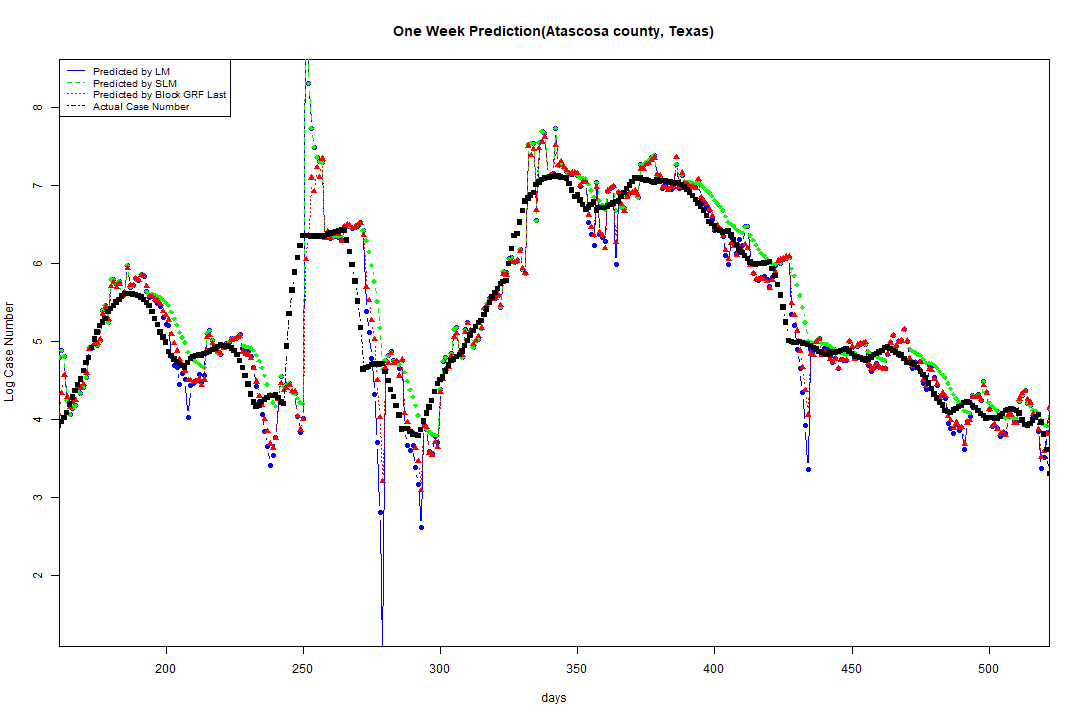 One Week Prediction(Atascosa county, Texas)
Predicted by LM
Predicted by SLM
Predicted by Block GRF Last
Actual Case Number
8
7
6
5
4
3
2
Log Case Number
200 250 300 350 400 450 500
days